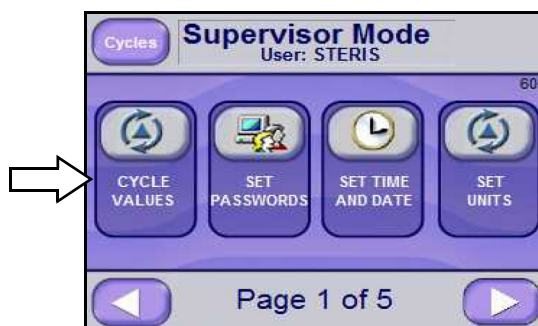 Cycles
Supervisor Mode
User: STERIS
60
CYCLE
VALUES
SET
PASSWORDS
SET TIME
AND DATE
SET
UNITS
Page 1 of 5